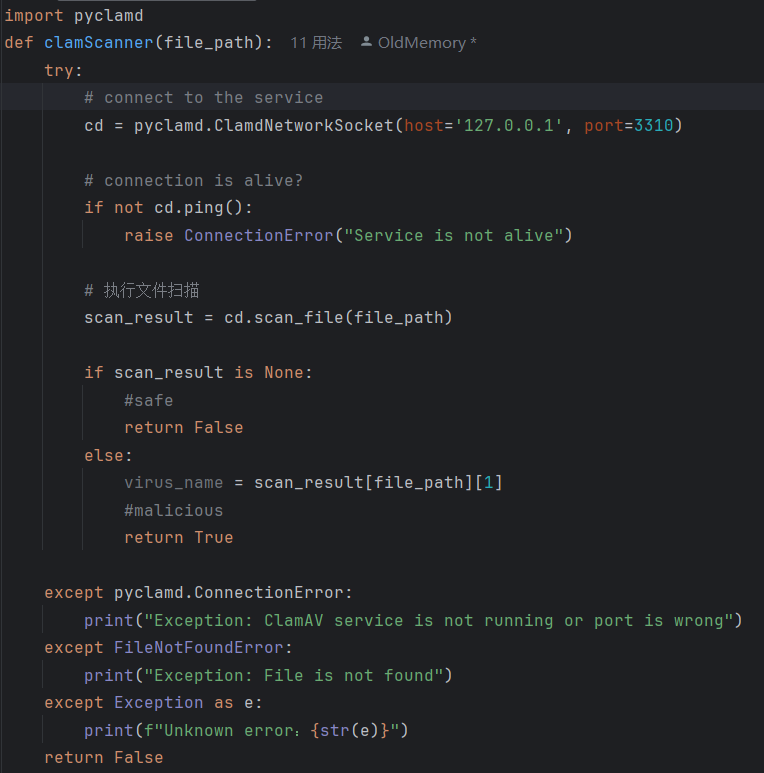 import pyclamd
def clamScanner(file_path): 11 用法 OldMemory *
    try:
        # connect to the service
        cd = pyclamd.ClamdNetworkSocket(host='127.0.0.1', port=3310)

        # connection is alive?
        if not cd.ping():
            raise ConnectionError("Service is not alive")

        # 执行文件扫描
        scan_result = cd.scan_file(file_path)

        if scan_result is None:
            #safe
            return False
        else:
            virus_name = scan_result[file_path][1]
            #malicious
            return True

    except pyclamd.ConnectionError:
        print("Exception: ClamAV service is not running or port is wrong")
    except FileNotFoundError:
        print("Exception: File is not found")
    except Exception as e:
        print(f"Unknown error：{str(e)}")
    return False